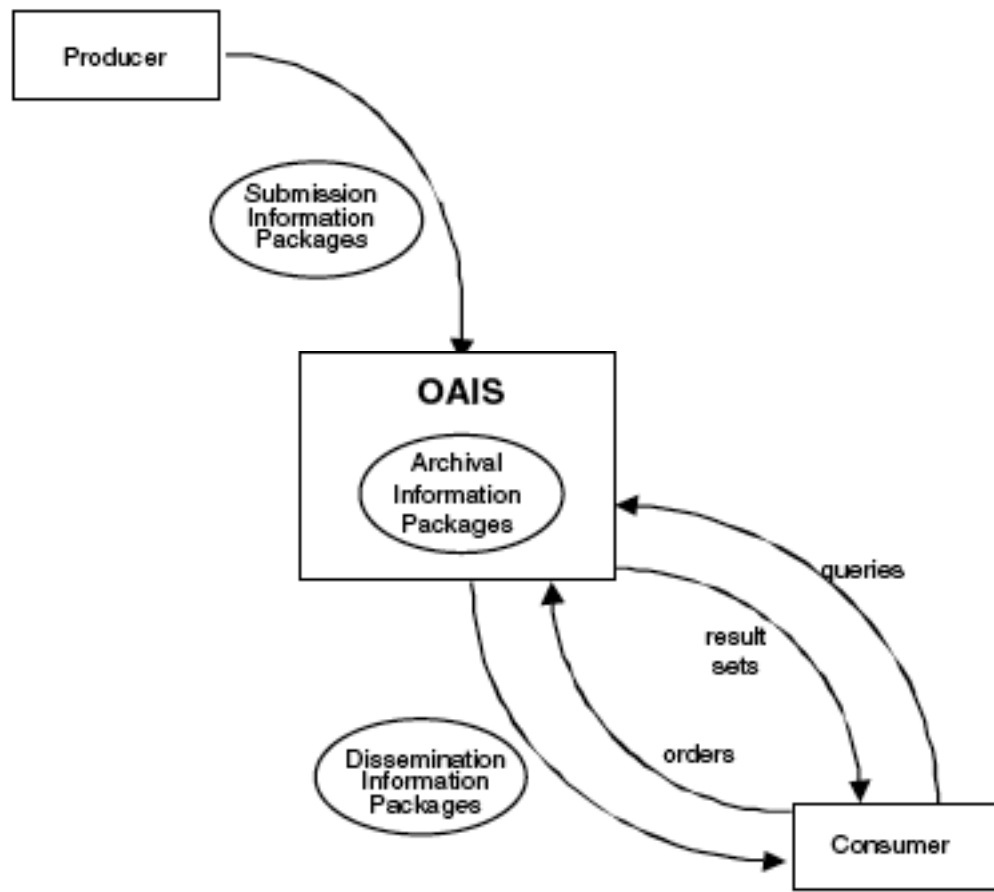 Producer
Submission
Information
Packages
OAIS
Archival
Information
Packages
queries
result
sets
orders
Dissemination
Information
Packages
Consumer